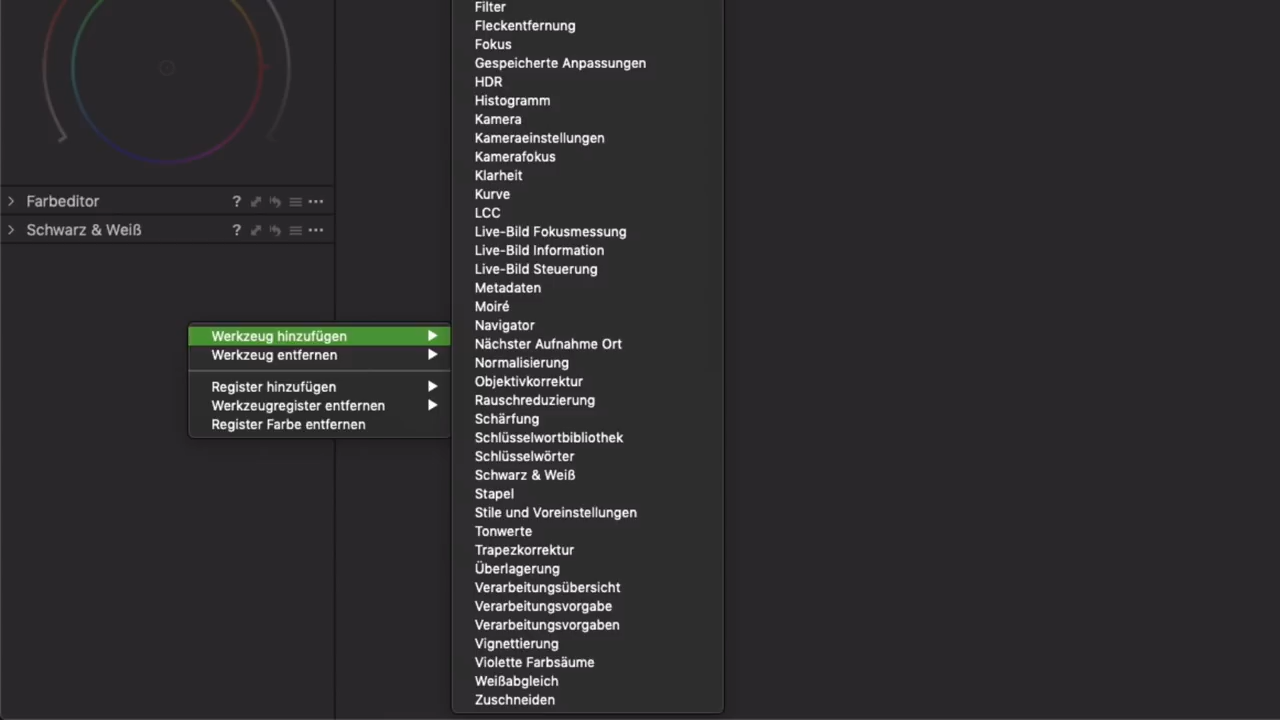 Farbeditor ?
Schwarz & Weiß ?
Werkzeug hinzufügen
Werkzeug entfernen
Register hinzufügen
Werkzeugregister entfernen
Register Farbe entfernen
Filter
Fleckentfernung
Fokus
Gespeicherte Anpassungen
HDR
Histogramm
Kamera
Kameraeinstellungen
Kamerafokus
Klarheit
Kurve
LCC
Live-Bild Fokusmessung
Live-Bild Information
Live-Bild Steuerung
Metadaten
Moiré
Navigator
Nächster Aufnahme Ort
Normalisierung
Objektivkorrektur
Rauschreduzierung
Schärfung
Schlüsselwortbibliothek
Schlüsselwörter
Schwarz & Weiß
Stapel
Stile und Voreinstellungen
Tonwerte
Trapezkorrektur
Überlagerung
Verarbeitungsübersicht
Verarbeitungsvorgabe
Verarbeitungsvorgaben
Vignettierung
Violette Farbsäume
Weißabgleich
Zuschneiden